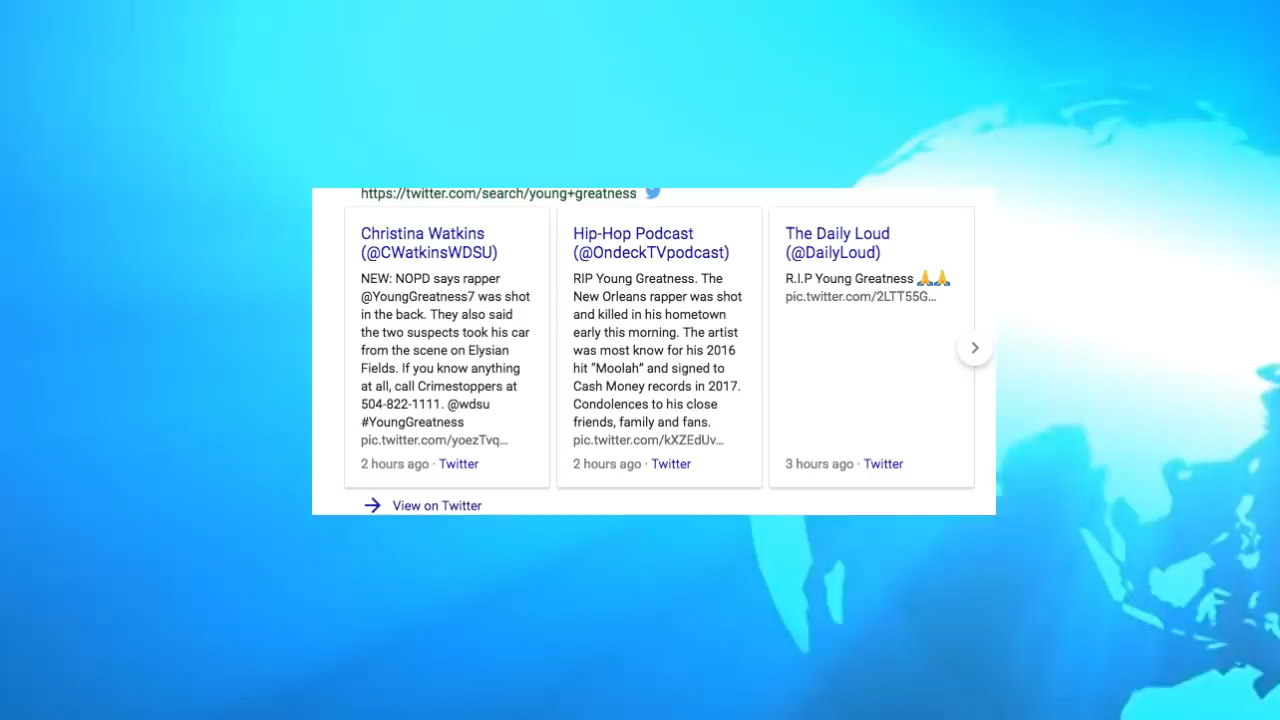 https://twitter.com/search/young+greatness
Christina Watkins
(@CWatkinsWDSU)
NEW: NOPD says rapper
@YoungGreatness7 was shot
in the back. They also said
the two suspects took his car
from the scene on Elysian
Fields. If you know anything
at all, call Crimestoppers at
504-822-1111. @wdsu
#YoungGreatness
pic.twitter.com/yoezTvq...
2 hours ago · Twitter
Hip-Hop Podcast
(@OndeckTVpodcast)
RIP Young Greatness. The
New Orleans rapper was shot
and killed in his hometown
early this morning. The artist
was most know for his 2016
hit “Moolah” and signed to
Cash Money records in 2017.
Condolences to his close
friends, family and fans.
pic.twitter.com/kXZEdUv...
2 hours ago · Twitter
The Daily Loud
(@DailyLoud)
R.I.P Young Greatness 🙏🙏
pic.twitter.com/2LTT55G...
3 hours ago · Twitter
View on Twitter